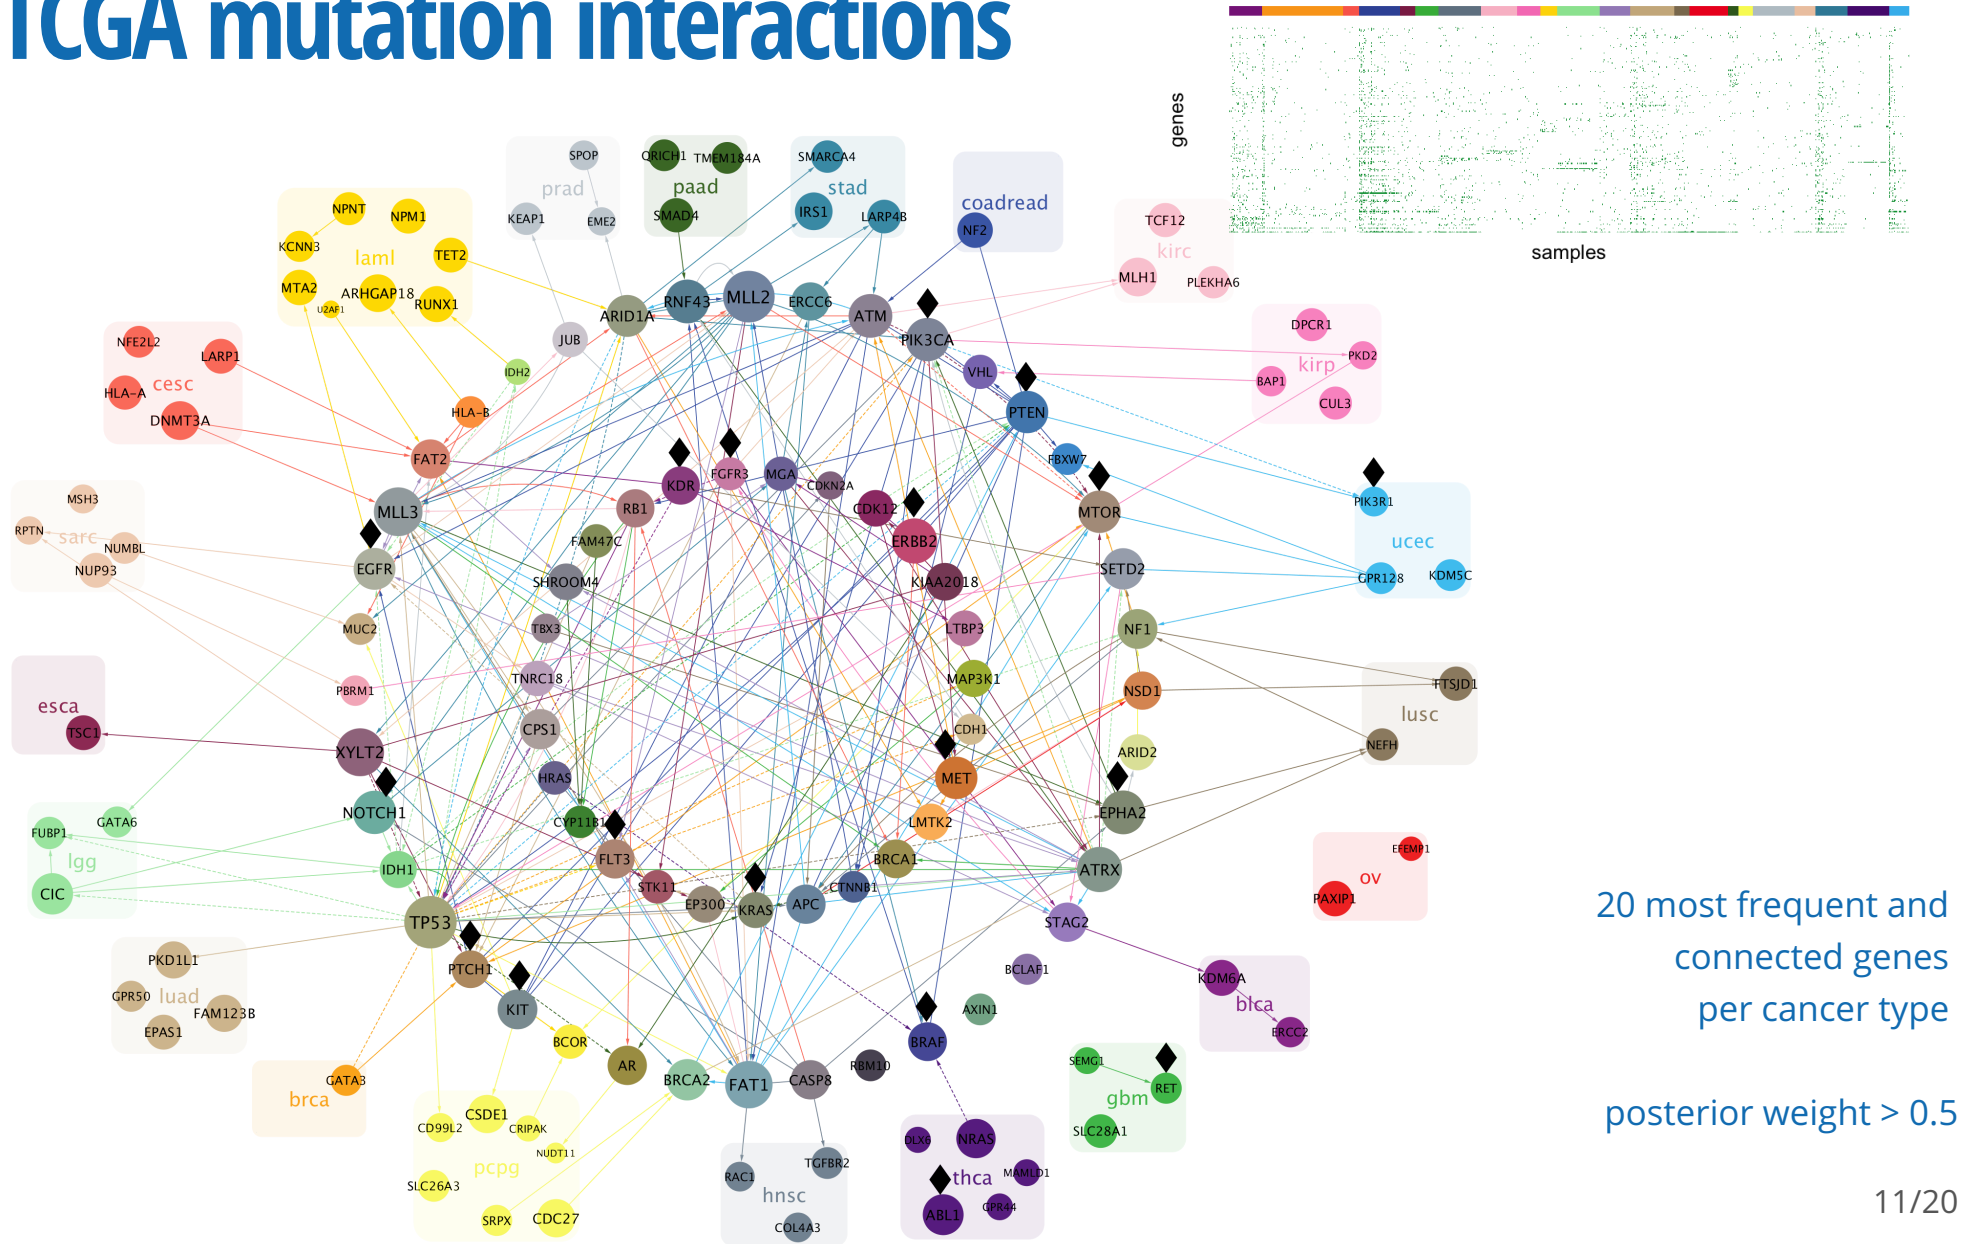 TCGA mutation interactions
genes
samples
SPOP
prad
KEAP1
EME2
QRICH1
TMEM184A
paad
SMAD4
SMARCA4
stad
IRS1
LARP4B
coadread
NF2
TCF12
kirc
MLH1
PLEKHA6
NPNT
NPM1
KCNN3
TET2
laml
MTA2
ARHGAP18
U2AF1
RUNX1
DPCR1
PKD2
kirp
BAP1
CUL3
NFE2L2
LARP1
cesc
HLA-A
DNMT3A
MSH3
RPTN
sarc
NUMBL
NUP93
PIK3R1
ucec
GPR128
KDM5C
esca
TSC1
FTSJD1
lusc
NEFH
FUBP1
GATA6
lgg
CIC
EFEMP1
ov
PAXIP1
PKD1L1
GPR50
luad
FAM123B
EPAS1
KDM6A
blca
ERCC2
GATA3
brca
SEMG1
RET
gbm
SLC28A1
CSDE1
CD99L2
CRIPAK
NUDT11
pcpg
SLC26A3
SRPX
CDC27
RAC1
TGFBR2
hnsc
COL4A3
DLX6
NRAS
thca
MAMLD1
GPR44
ABL1
ARID1A
RNF43
MLL2
ERCC6
ATM
PIK3CA
JUB
IDH2
VHL
HLA-B
PTEN
FAT2
FBXW7
KDR
FGFR3
MGA
CDKN2A
MLL3
RB1
CDK12
MTOR
FAM47C
ERBB2
EGFR
SHROOM4
KIAA2018
SETD2
MUC2
TBX3
LTBP3
NF1
PBRM1
TNRC18
MAP3K1
NSD1
XYLT2
CPS1
CDH1
ARID2
HRAS
MET
NOTCH1
CYP11B1
LMTK2
EPHA2
IDH1
FLT3
BRCA1
ATRX
STK11
EP300
KRAS
APC
CTNNB1
TP53
STAG2
PTCH1
BCLAF1
KIT
AXIN1
BCOR
BRAF
AR
BRCA2
FAT1
CASP8
RBM10
20 most frequent and
connected genes
per cancer type
posterior weight > 0.5
11/20